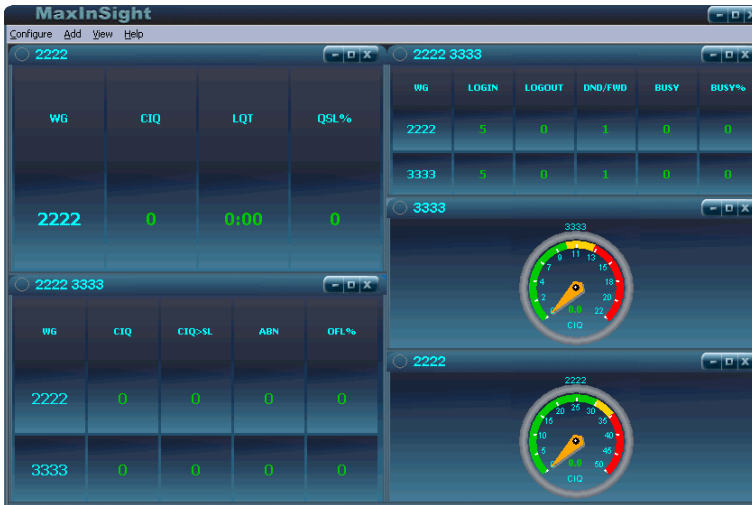 MaxInSight
Configure Add View Help
2222
WG CIQ LQT QSL%
2222 0 0:00 0
2222 3333
WG CIQ CIQ>SL ABN OFL%
2222 0 0 0 0
3333 0 0 0 0
2222 3333
WG LOGIN LOGOUT DND/FWD BUSY BUSY%
2222 5 0 1 0 0
3333 5 0 1 0 0
3333
3333
0 2 4 7 9 11 13 15 18 20 22
0.0
CIQ
2222
2222
0 5 10 15 20 25 30 35 40 45 50
0.0
CIQ